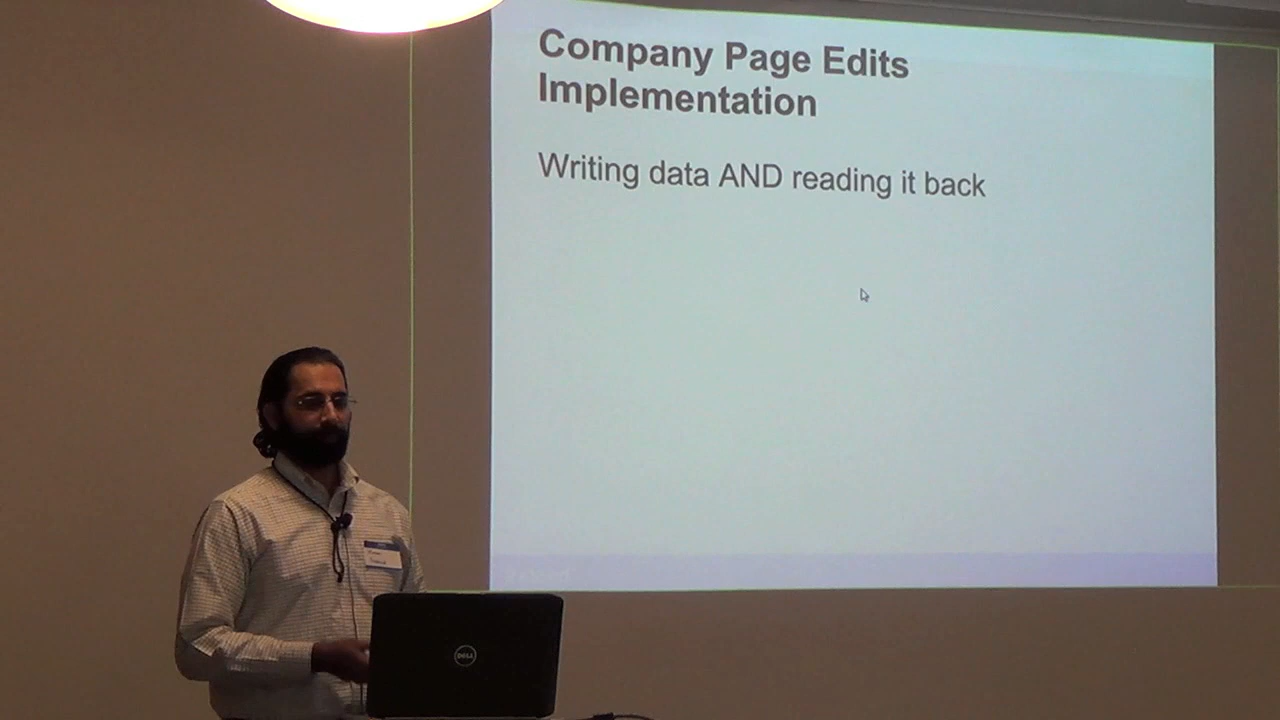 Company Page Edits
Implementation
Writing data AND reading it back
DELL